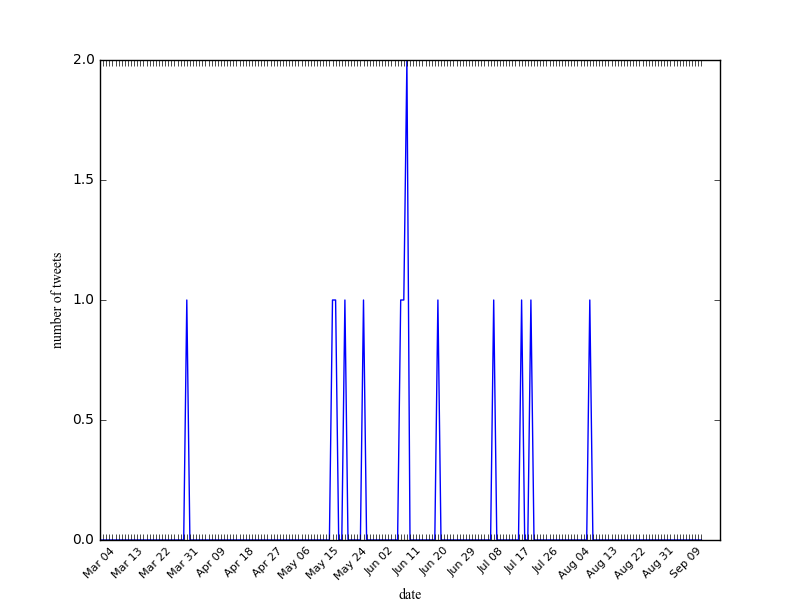 2.0
1.5
1.0
0.5
0.0
number of tweets
Mar 04
Mar 13
Mar 22
Mar 31
Apr 09
Apr 18
Apr 27
May 06
May 15
May 24
Jun 02
Jun 11
Jun 20
Jun 29
Jul 08
Jul 17
Jul 26
Aug 04
Aug 13
Aug 22
Aug 31
Sep 09
date